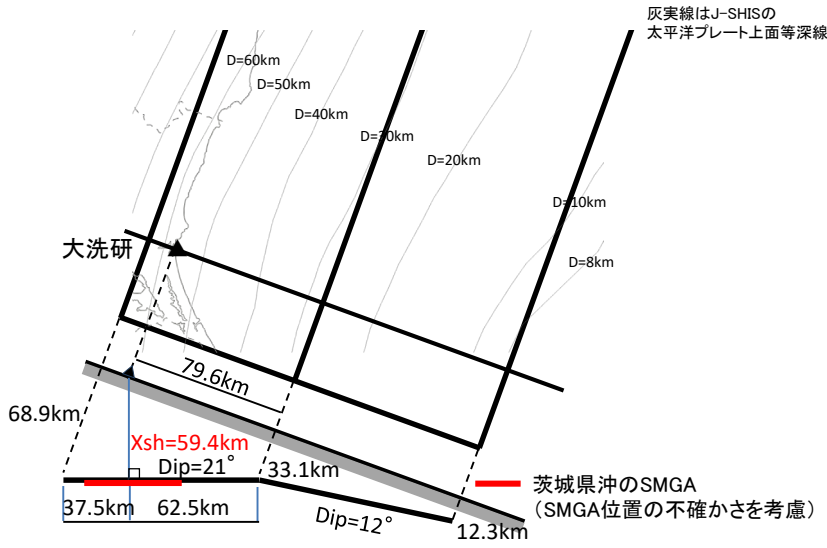 灰実線はJ-SHISの
太平洋プレート上面等深線
D=60km
D=50km
D=40km
D=30km
D=20km
D=10km
D=8km
大洗研
79.6km
68.9km
Xsh=59.4km
Dip=21°
33.1km
37.5km
62.5km
Dip=12°
12.3km
茨城県沖のSMGA
（SMGA位置の不確かさを考慮）